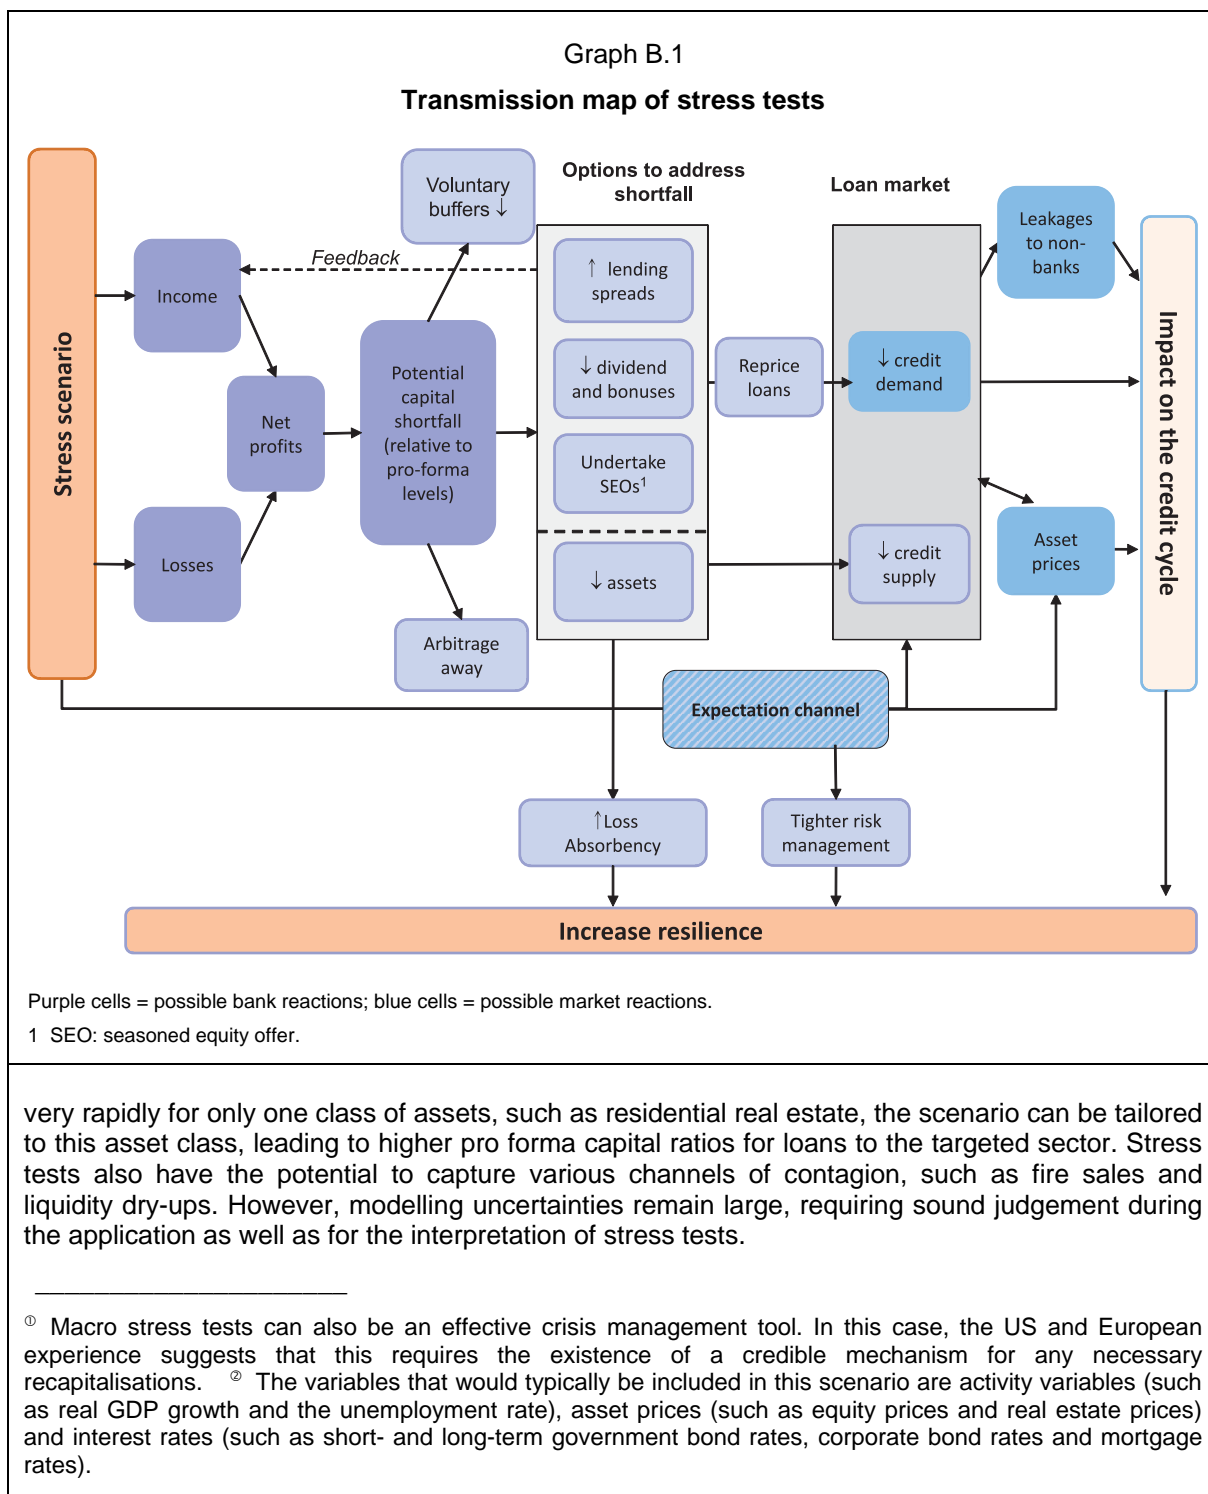 Graph B.1
Transmission map of stress tests
Stress scenario
Income
Losses
Net
profits
Feedback
Voluntary
buffers ↓
Potential
capital
shortfall
(relative to
pro-forma
levels)
Arbitrage
away
Options to address
shortfall
↑ lending
spreads
↓ dividend
and bonuses
Undertake
SEOs1
↓ assets
Reprice
loans
Loan market
↓ credit
demand
↓ credit
supply
Leakages
to non-
banks
Asset
prices
Impact on the credit cycle
Expectation channel
↑Loss
Absorbency
Tighter risk
management
Increase resilience
Purple cells = possible bank reactions; blue cells = possible market reactions.
1 SEO: seasoned equity offer.
very rapidly for only one class of assets, such as residential real estate, the scenario can be tailored
to this asset class, leading to higher pro forma capital ratios for loans to the targeted sector. Stress
tests also have the potential to capture various channels of contagion, such as fire sales and
liquidity dry-ups. However, modelling uncertainties remain large, requiring sound judgement during
the application as well as for the interpretation of stress tests.
① Macro stress tests can also be an effective crisis management tool. In this case, the US and European
experience suggests that this requires the existence of a credible mechanism for any necessary
recapitalisations. ② The variables that would typically be included in this scenario are activity variables (such
as real GDP growth and the unemployment rate), asset prices (such as equity prices and real estate prices)
and interest rates (such as short- and long-term government bond rates, corporate bond rates and mortgage
rates).